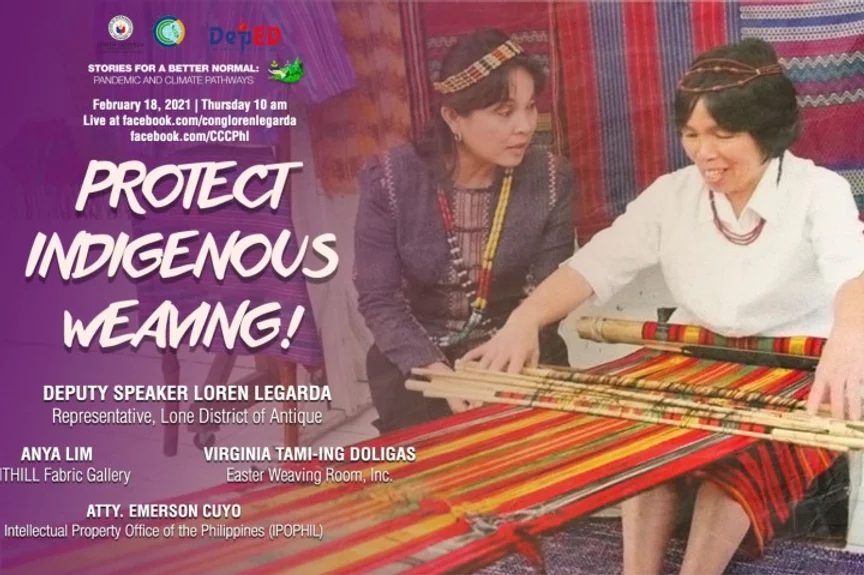 DepED
STORIES FOR A BETTER NORMAL:
PANDEMIC AND CLIMATE PATHWAYS
February 18, 2021 | Thursday 10 am
Live at facebook.com/conglorenlegarda
facebook.com/CCCPhl
PROTECT
INDIGENOUS
WEAVING!
DEPUTY SPEAKER LOREN LEGARDA
Representative, Lone District of Antique
ANYA LIM
THILL Fabric Gallery
VIRGINIA TAMI-ING DOLIGAS
Easter Weaving Room, Inc.
ATTY. EMERSON CUYO
Intellectual Property Office of the Philippines (IPOPHIL)